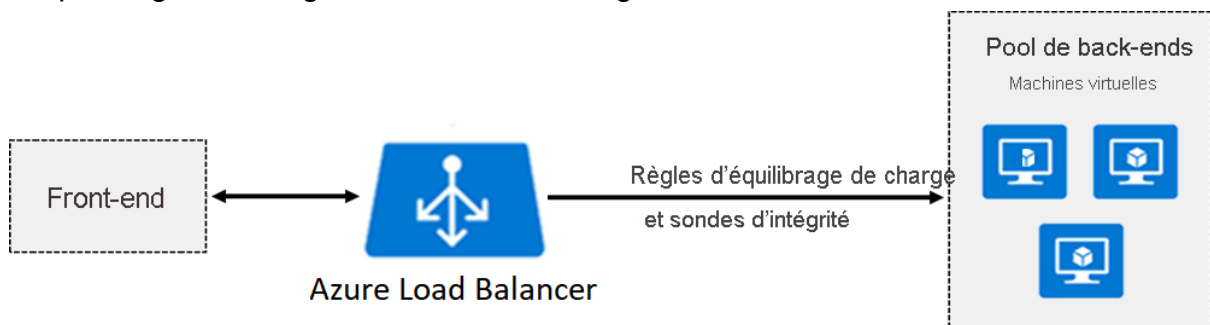 Front-end
Azure Load Balancer
Règles d'équilibrage de charge
et sondes d'intégrité
Pool de back-ends
Machines virtuelles